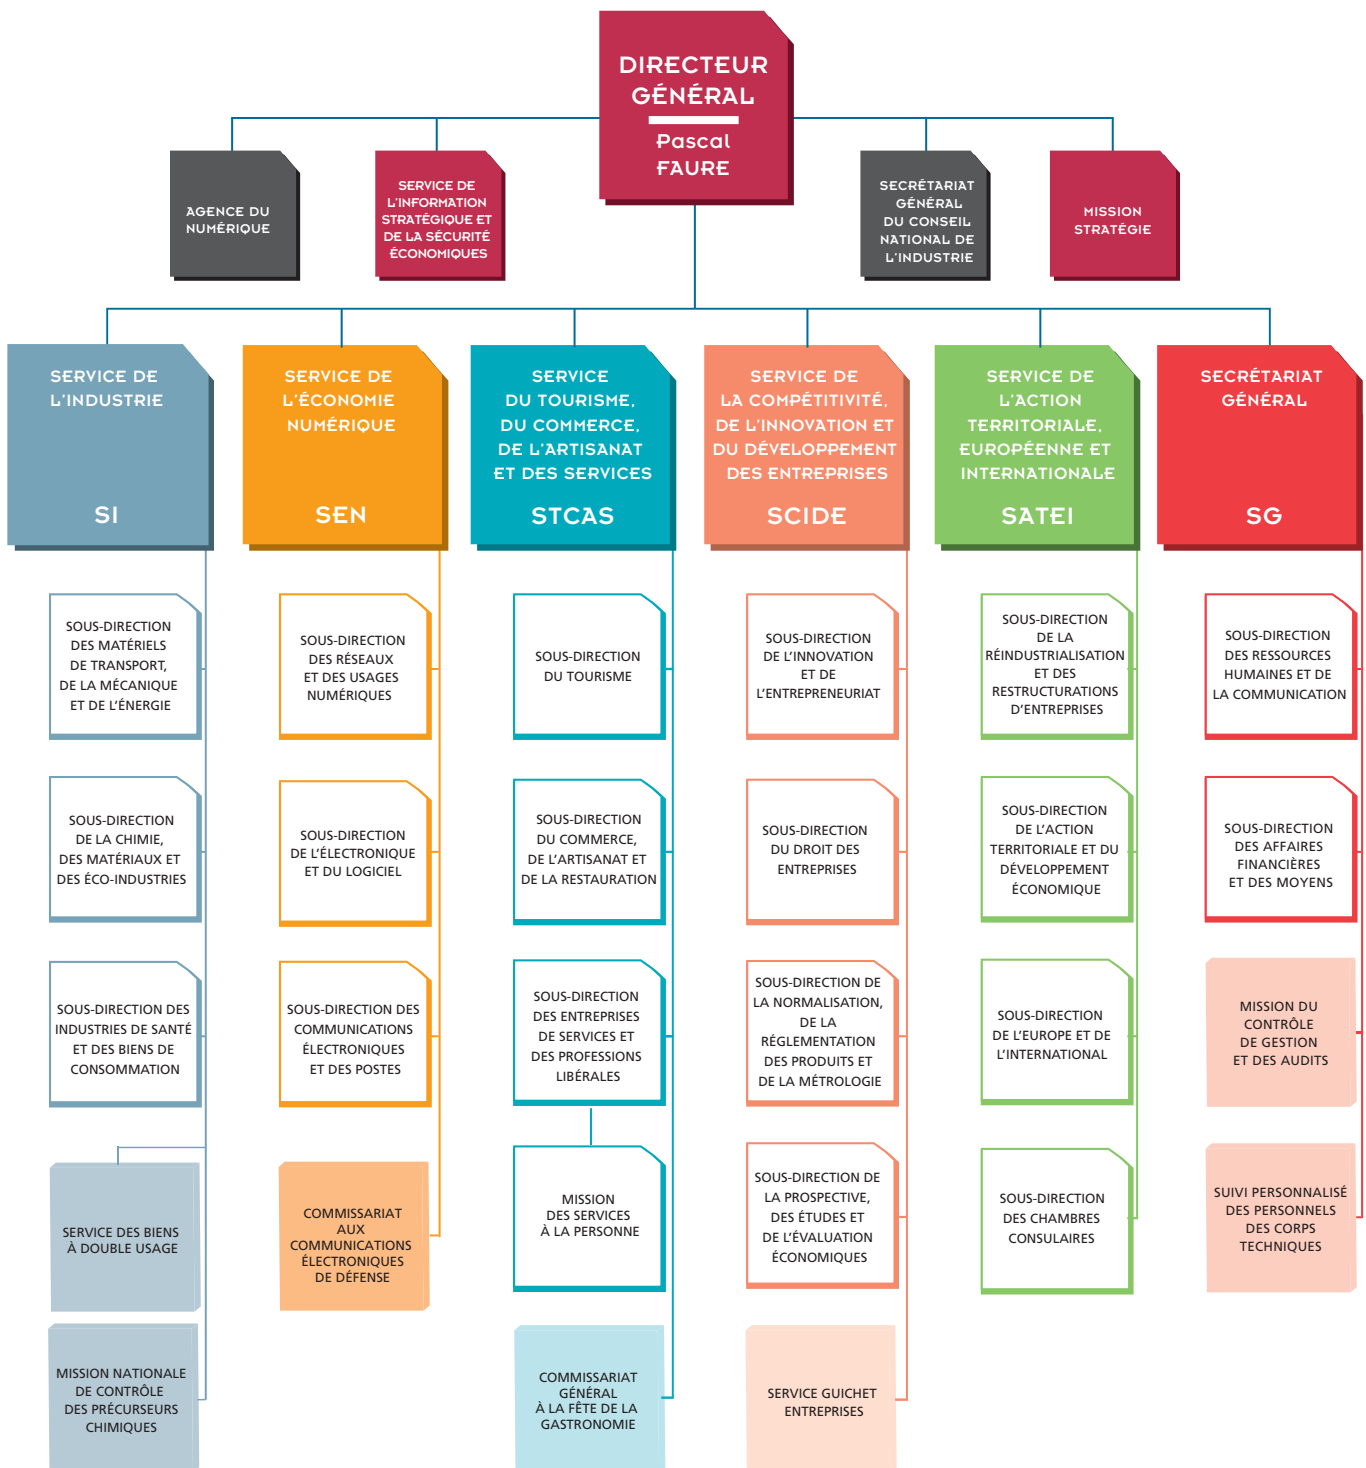 DIRECTEUR
GÉNÉRAL
Pascal
FAURE
AGENCE DU
NUMÉRIQUE
SERVICE DE
L'INFORMATION
STRATÉGIQUE ET
DE LA SÉCURITÉ
ÉCONOMIQUES
SECRÉTARIAT
GÉNÉRAL
DU CONSEIL
NATIONAL DE
L'INDUSTRIE
MISSION
STRATÉGIE
SERVICE DE
L'INDUSTRIE
SI
SERVICE DE
L'ÉCONOMIE
NUMÉRIQUE
SEN
SERVICE
DU TOURISME,
DU COMMERCE,
DE L'ARTISANAT
ET DES SERVICES
STCAS
SERVICE DE
LA COMPÉTITIVITÉ,
DE L'INNOVATION ET
DU DÉVELOPPEMENT
DES ENTREPRISES
SCIDE
SERVICE DE
L'ACTION
TERRITORIALE,
EUROPÉENNE ET
INTERNATIONALE
SATEI
SECRÉTARIAT
GÉNÉRAL
SG
SOUS-DIRECTION
DES MATÉRIELS
DE TRANSPORT,
DE LA MÉCANIQUE
ET DE L'ÉNERGIE
SOUS-DIRECTION
DES RÉSEAUX
ET DES USAGES
NUMÉRIQUES
SOUS-DIRECTION
DU TOURISME
SOUS-DIRECTION
DE L'INNOVATION
ET DE
L'ENTREPRENEURIAT
SOUS-DIRECTION
DE LA
RÉINDUSTRIALISATION
ET DES
RESTRUCTURATIONS
D'ENTREPRISES
SOUS-DIRECTION
DES RESSOURCES
HUMAINES ET DE
LA COMMUNICATION
SOUS-DIRECTION
DE LA CHIMIE,
DES MATÉRIAUX ET
DES ÉCO-INDUSTRIES
SOUS-DIRECTION
DE L'ÉLECTRONIQUE
ET DU LOGICIEL
SOUS-DIRECTION
DU COMMERCE,
DE L'ARTISANAT ET
DE LA RESTAURATION
SOUS-DIRECTION
DU DROIT DES
ENTREPRISES
SOUS-DIRECTION
DE L'ACTION
TERRITORIALE ET DU
DÉVELOPPEMENT
ÉCONOMIQUE
SOUS-DIRECTION
DES AFFAIRES
FINANCIÈRES
ET DES MOYENS
SOUS-DIRECTION DES
INDUSTRIES DE SANTÉ
ET DES BIENS DE
CONSOMMATION
SOUS-DIRECTION DES
COMMUNICATIONS
ÉLECTRONIQUES
ET DES POSTES
SOUS-DIRECTION
DES ENTREPRISES
DE SERVICES ET
DES PROFESSIONS
LIBÉRALES
SOUS-DIRECTION DE
LA NORMALISATION,
DE LA
RÉGLEMENTATION
DES PRODUITS ET
DE LA MÉTROLOGIE
SOUS-DIRECTION
DE L'EUROPE ET DE
L'INTERNATIONAL
MISSION DU
CONTRÔLE
DE GESTION
ET DES AUDITS
SERVICE DES BIENS
À DOUBLE USAGE
COMMISSARIAT
AUX
COMMUNICATIONS
ÉLECTRONIQUES
DE DÉFENSE
MISSION
DES SERVICES
À LA PERSONNE
SOUS-DIRECTION DE
LA PROSPECTIVE,
DES ÉTUDES ET
DE L'ÉVALUATION
ÉCONOMIQUES
SOUS-DIRECTION
DES CHAMBRES
CONSULAIRES
SUIVI PERSONNALISÉ
DES PERSONNELS
DES CORPS
TECHNIQUES
MISSION NATIONALE
DE CONTRÔLE
DES PRÉCURSEURS
CHIMIQUES
COMMISSARIAT
GÉNÉRAL
À LA FÊTE DE LA
GASTRONOMIE
SERVICE GUICHET
ENTREPRISES